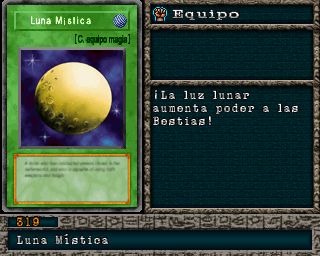 Luna Mística
[C. equipo magia]
Equipo
¡La luz lunar
aumenta poder a las
Bestias!
319
Luna Mística